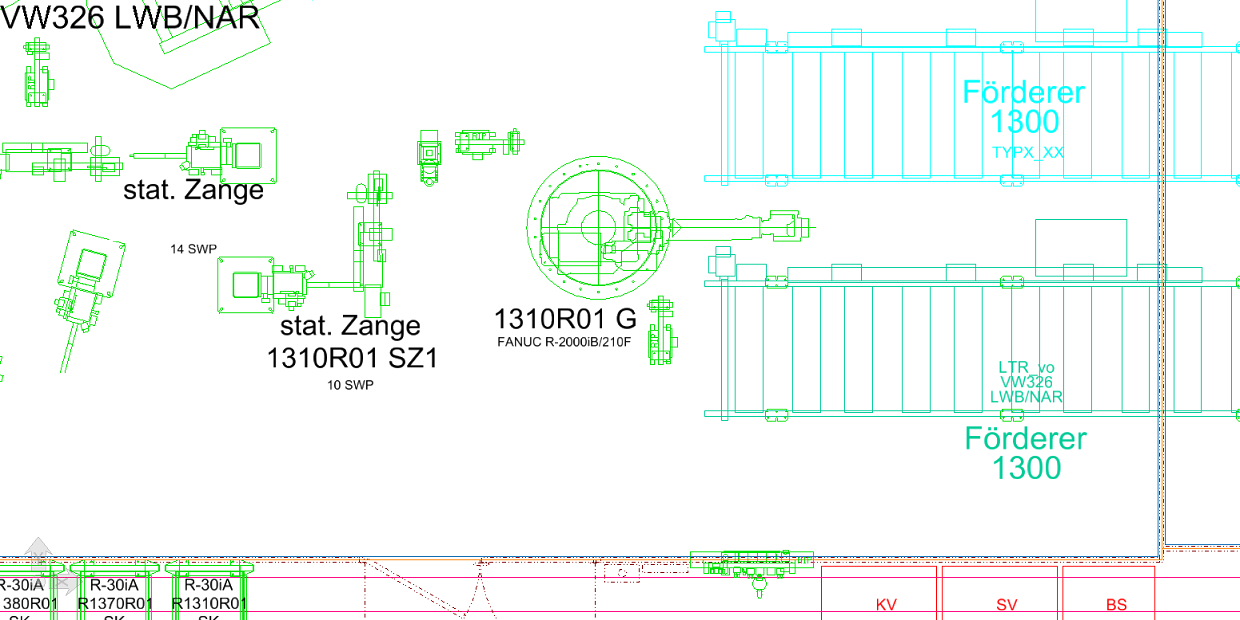 VW326 LWB/NAR
Förderer
1300
TYPX_XX
stat. Zange
14 SWP
stat. Zange
1310R01 SZ1
10 SWP
1310R01 G
FANUC R-2000iB/210F
LTR_vo
VW326
LWB/NAR
Förderer
1300
R-30iA
380R01
SK
R-30iA
R1370R01
SK
R-30iA
R1310R01
SK
KV
SV
BS